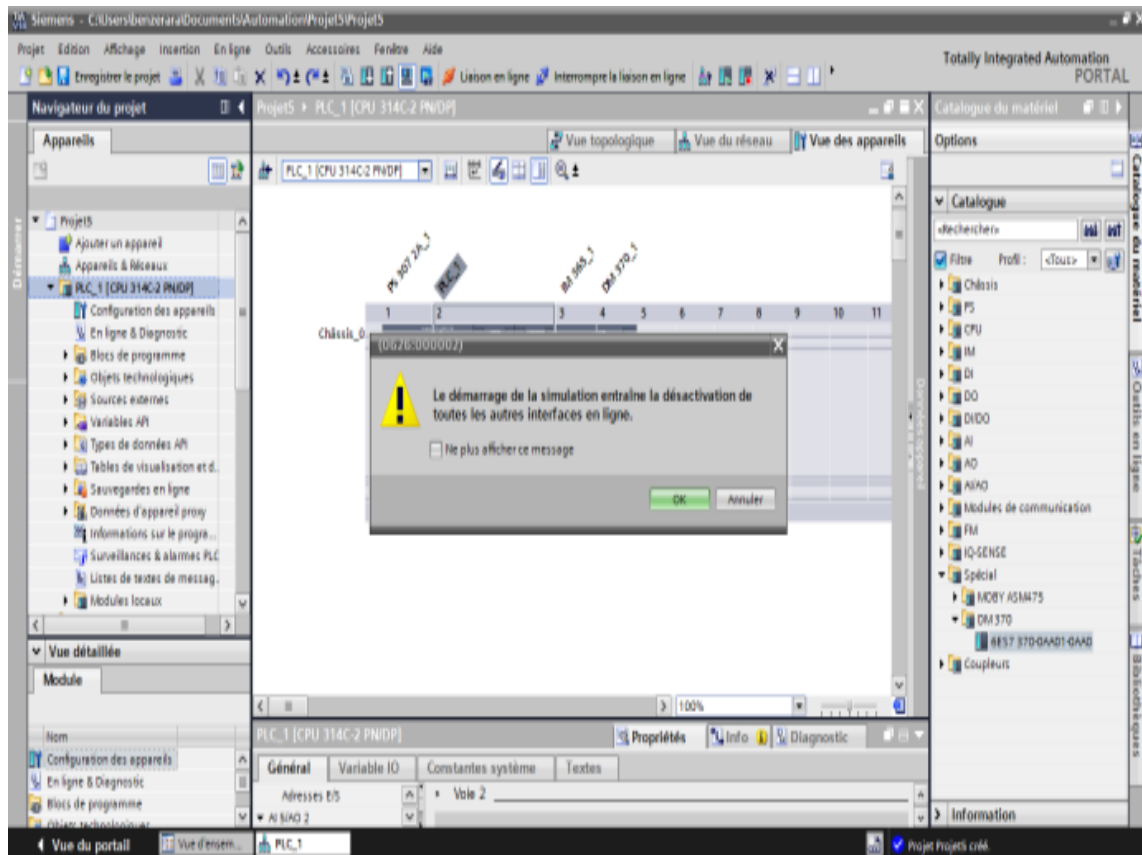 Siemens - C:\Users\benzerara\Documents\Automation\Projet5\Projet5
Projet Edition Affichage Insertion En ligne Outils Accessoires Fenêtre Aide
Totally Integrated Automation
PORTAL
Enregistrer le projet
Liaison en ligne
Interrompre la liaison en ligne
Navigateur du projet
Projet5 PLC_1 [CPU 314C-2 PN/DP]
Catalogue du matériel
Appareils
Vue topologique
Vue du réseau
Vue des appareils
Options
PLC_1 [CPU 314C-2 PN/DP]
Démarrer
Projet5
Ajouter un appareil
Appareils & Réseaux
PLC_1 [CPU 314C-2 PN/DP]
Configuration des appareils
En ligne & Diagnostic
Blocs de programme
Objets technologiques
Sources externes
Variables API
Types de données API
Tables de visualisation et d..
Sauvegardes en ligne
Données d'appareil proxy
Informations sur le progra...
Surveillances & alarmes PLC
Listes de textes de messag..
Modules locaux
PS 307 2A_1
PLC_1
IM 365_1
DM 370_1
1 2 3 4 5 6 7 8 9 10 11
Châssis_0
(0626:000002)
Le démarrage de la simulation entraîne la désactivation de
toutes les autres interfaces en ligne.
Ne plus afficher ce message
OK Annuler
Données d'appareil
Catalogue
<Rechercher>
Filtre Profil : <Tous>
Châssis
PS
CPU
IM
DI
DO
DI/DO
AI
AO
AI/AO
Modules de communication
FM
IQ-SENSE
Spécial
MOBY ASM475
DM 370
6ES7 370-0AA01-0AA0
Coupleurs
Information
Catalogue du matériel
Outils en ligne
Tâches
Bibliothèques
Vue détaillée
Module
Nom
Configuration des appareils
En ligne & Diagnostic
Blocs de programme
Objets technologiques
100%
PLC_1 [CPU 314C-2 PN/DP]
Propriétés
Info
Diagnostic
Général Variable IO Constantes système Textes
Adresses E/S
AI 5/AO 2
Voie 2
Vue du portail
Vue d'ensem...
PLC_1
Projet Projet5 créé.